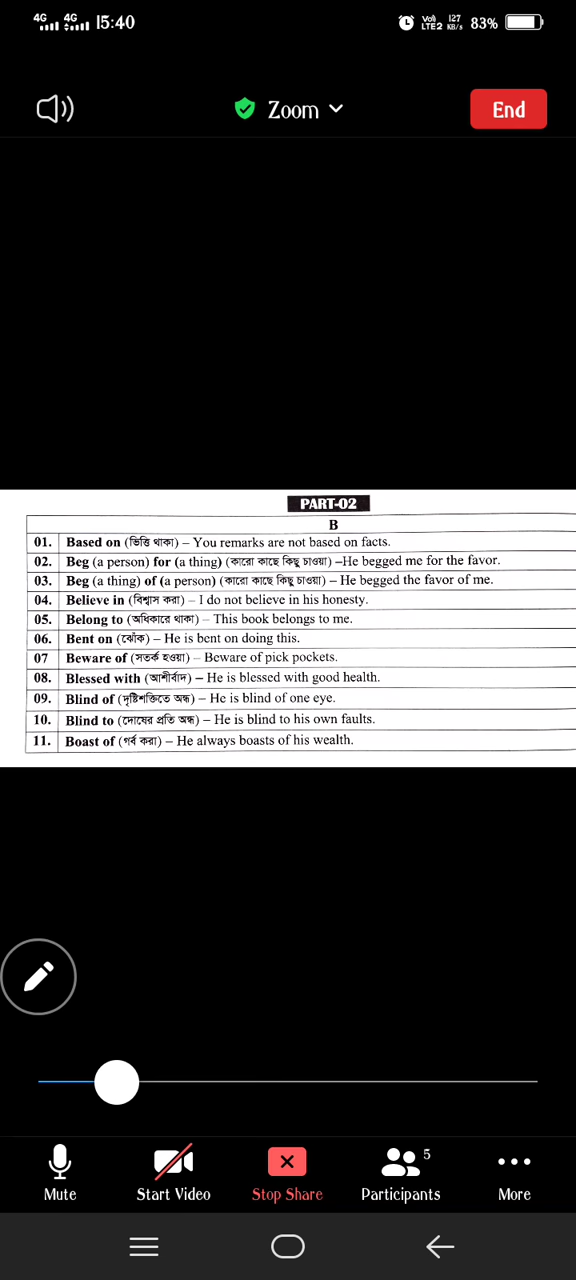 4G 4G 15:40 Vo) LTE2 127 KB/s 83%
Zoom End
PART-02
B
01. Based on (ভিত্তি থাকা) – You remarks are not based on facts.
02. Beg (a person) for (a thing) (কারো কাছে কিছু চাওয়া) –He begged me for the favor.
03. Beg (a thing) of (a person) (কারো কাছে কিছু চাওয়া) – He begged the favor of me.
04. Believe in (বিশ্বাস করা) – I do not believe in his honesty.
05. Belong to (অধিকারে থাকা) – This book belongs to me.
06. Bent on (ঝোঁক) – He is bent on doing this.
07 Beware of (সতর্ক হওয়া) – Beware of pick pockets.
08. Blessed with (আশীর্বাদ) – He is blessed with good health.
09. Blind of (দৃষ্টিশক্তিতে অন্ধ) – He is blind of one eye.
10. Blind to (দোষের প্রতি অন্ধ) – He is blind to his own faults.
11. Boast of (গর্ব করা) – He always boasts of his wealth.
5
Mute Start Video Stop Share Participants More